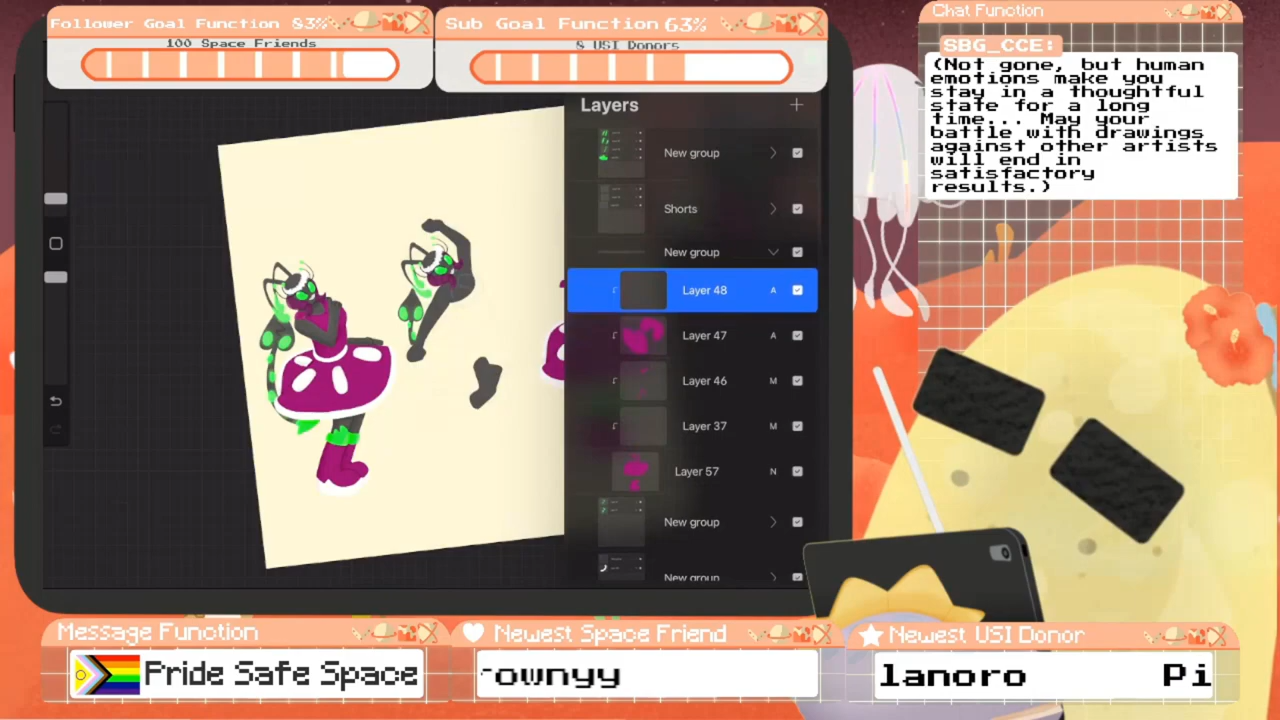 Follower Goal Function 83%
100 Space Friends
Sub Goal Function 63%
8 USI Donors
Chat Function
SBG_CCE:
(Not gone, but human
emotions make you
stay in a thoughtful
state for a long
time... May your
battle with drawings
against other artists
will end in
satisfactory
results.)
Layers
New group
Shorts
New group
Layer 48 A
Layer 47 A
Layer 46 M
Layer 37 M
Layer 57 N
New group
New group
Message Function
Pride Safe Space
Newest Space Friend
ownyy
Newest USI Donor
lanoro Pi